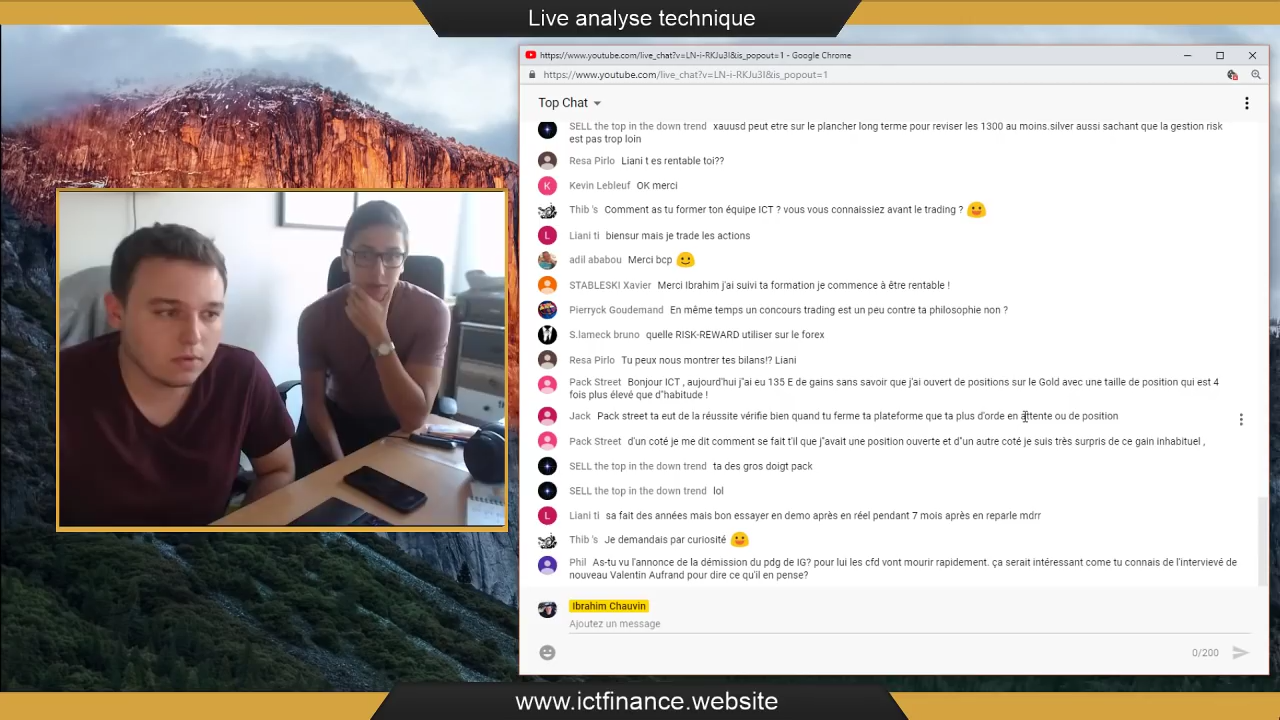 Live analyse technique
https://www.youtube.com/live_chat?v=LN-i-RKJu3I&is_popout=1 - Google Chrome
https://www.youtube.com/live_chat?v=LN-i-RKJu3I&is_popout=1
Top Chat
SELL the top in the down trend xauusd peut etre sur le plancher long terme pour reviser les 1300 au moins.silver aussi sachant que la gestion risk
est pas trop loin
Resa Pirlo Liani t es rentable toi??
K Kevin Lebleuf OK merci
Thib 's Comment as tu former ton équipe ICT ? vous vous connaissiez avant le trading ?
L Liani ti biensur mais je trade les actions
adil ababou Merci bcp
STABLESKI Xavier Merci Ibrahim j'ai suivi ta formation je commence à être rentable !
Pierryck Goudemand En même temps un concours trading est un peu contre ta philosophie non ?
S.lameck bruno quelle RISK-REWARD utiliser sur le forex
Resa Pirlo Tu peux nous montrer tes bilans!? Liani
Pack Street Bonjour ICT , aujourd'hui j"ai eu 135 E de gains sans savoir que j'ai ouvert de positions sur le Gold avec une taille de position qui est 4
fois plus élevé que d"habitude !
Jack Pack street ta eut de la réussite vérifie bien quand tu ferme ta plateforme que ta plus d'orde en attente ou de position
Pack Street d'un coté je me dit comment se fait t'il que j"avait une position ouverte et d"un autre coté je suis très surpris de ce gain inhabituel ,
SELL the top in the down trend ta des gros doigt pack
SELL the top in the down trend lol
L Liani ti sa fait des années mais bon essayer en demo après en réel pendant 7 mois après en reparle mdrr
Thib 's Je demandais par curiosité
Phil As-tu vu l'annonce de la démission du pdg de IG? pour lui les cfd vont mourir rapidement. ça serait intéressant come tu connais de l'intervievé de
nouveau Valentin Aufrand pour dire ce qu'il en pense?
Ibrahim Chauvin
Ajoutez un message
0/200
www.ictfinance.website